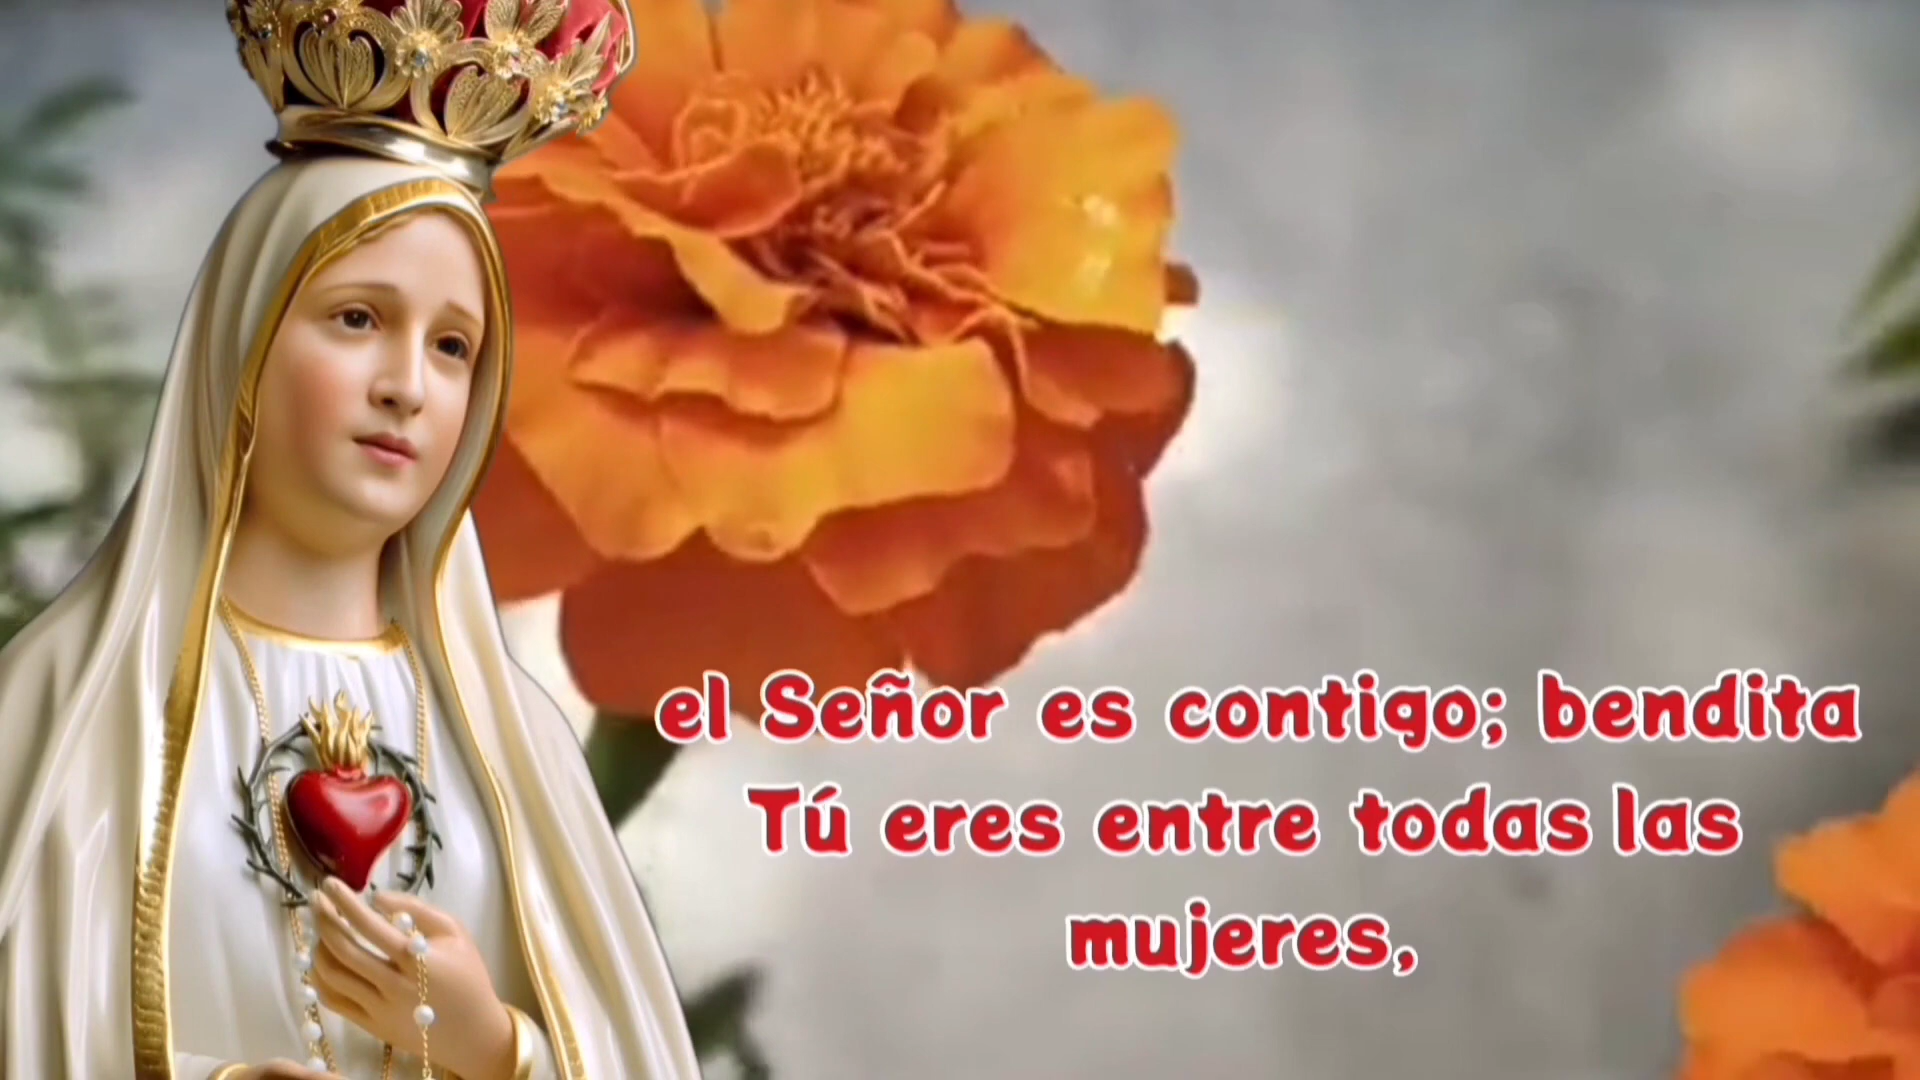 el Señor es contigo; bendita
Tú eres entre todas las
mujeres,